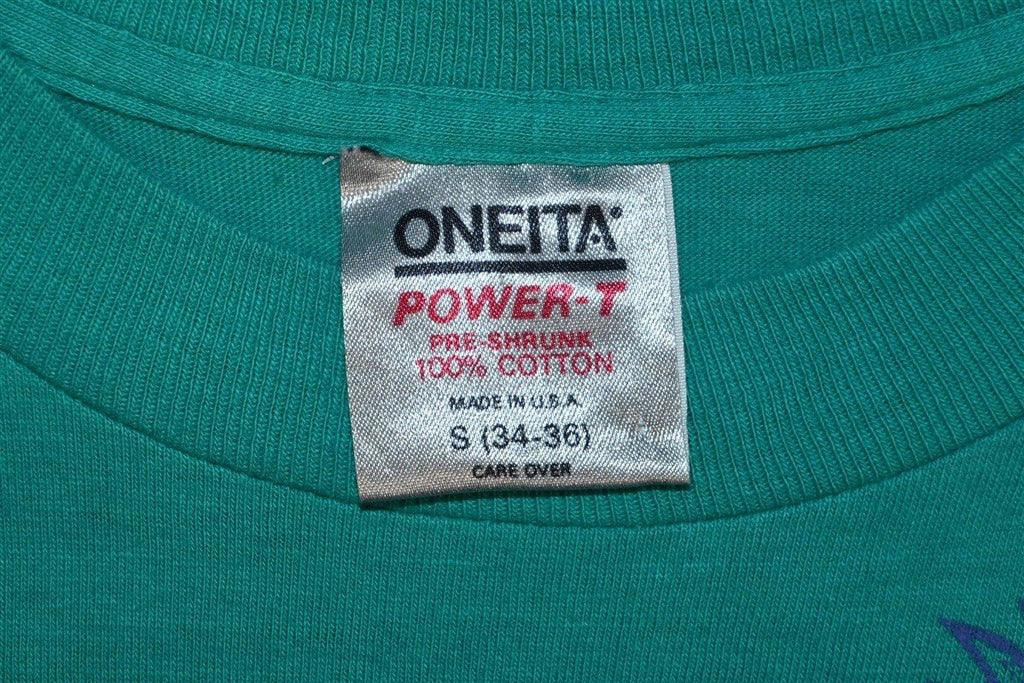 ONEITA®
POWER-T
PRE-SHRUNK
100% COTTON
MADE IN U.S.A.
S (34-36)
CARE OVER